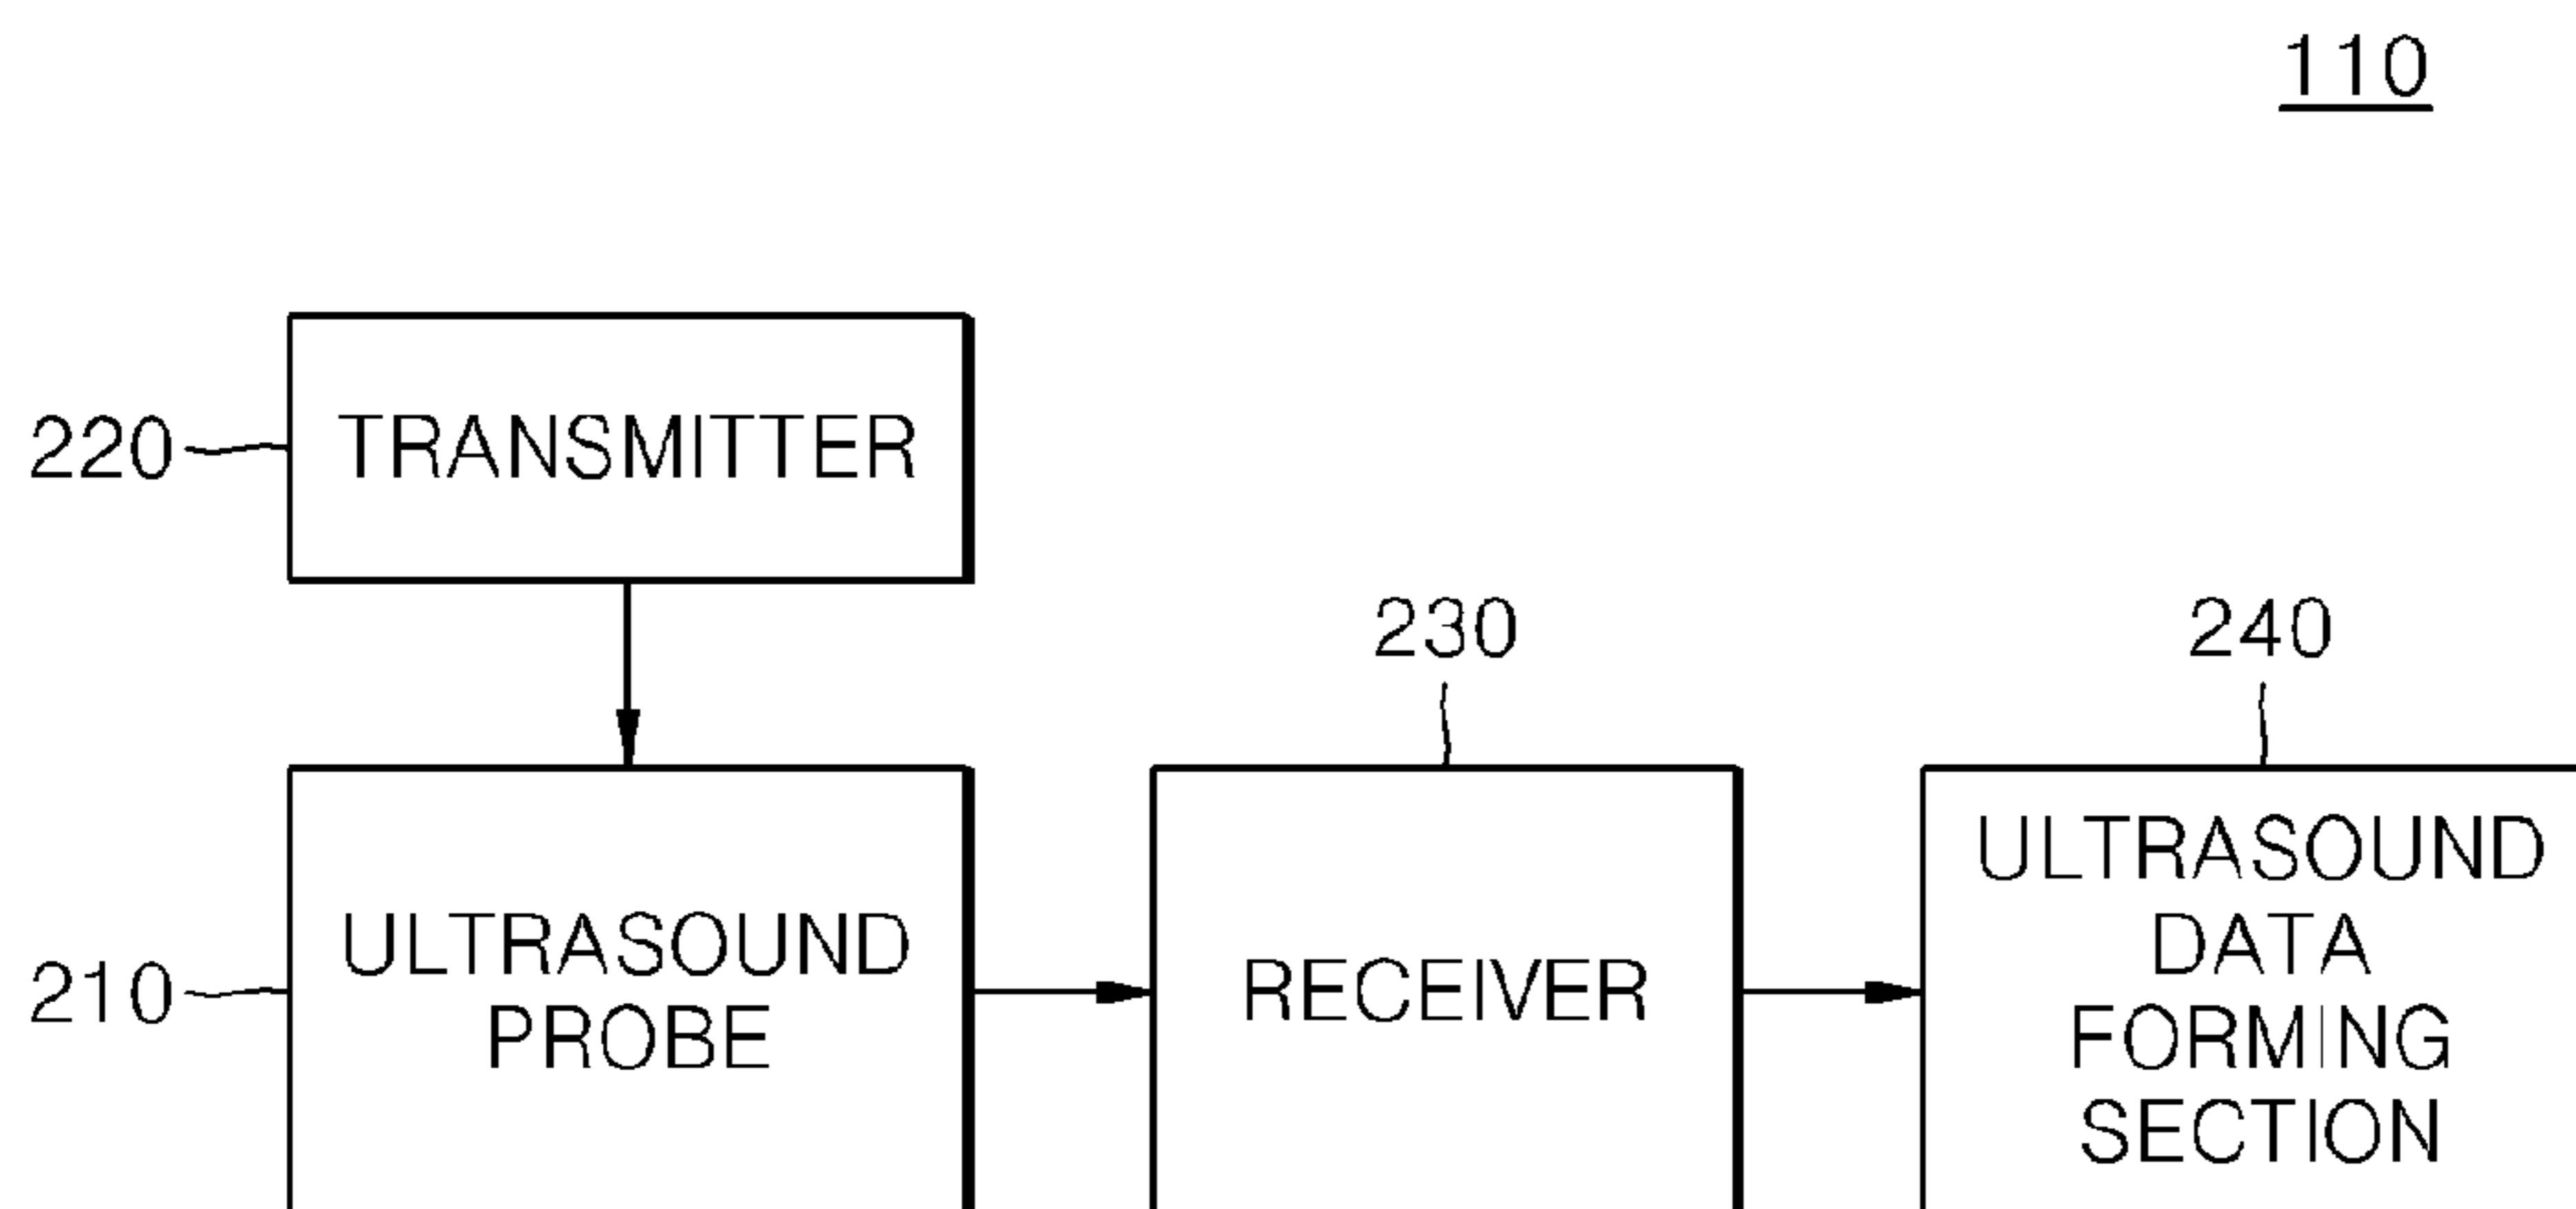 110
220
TRANSMITTER
230
240
210
ULTRASOUND
PROBE
RECEIVER
ULTRASOUND
DATA
FORMING
SECTION